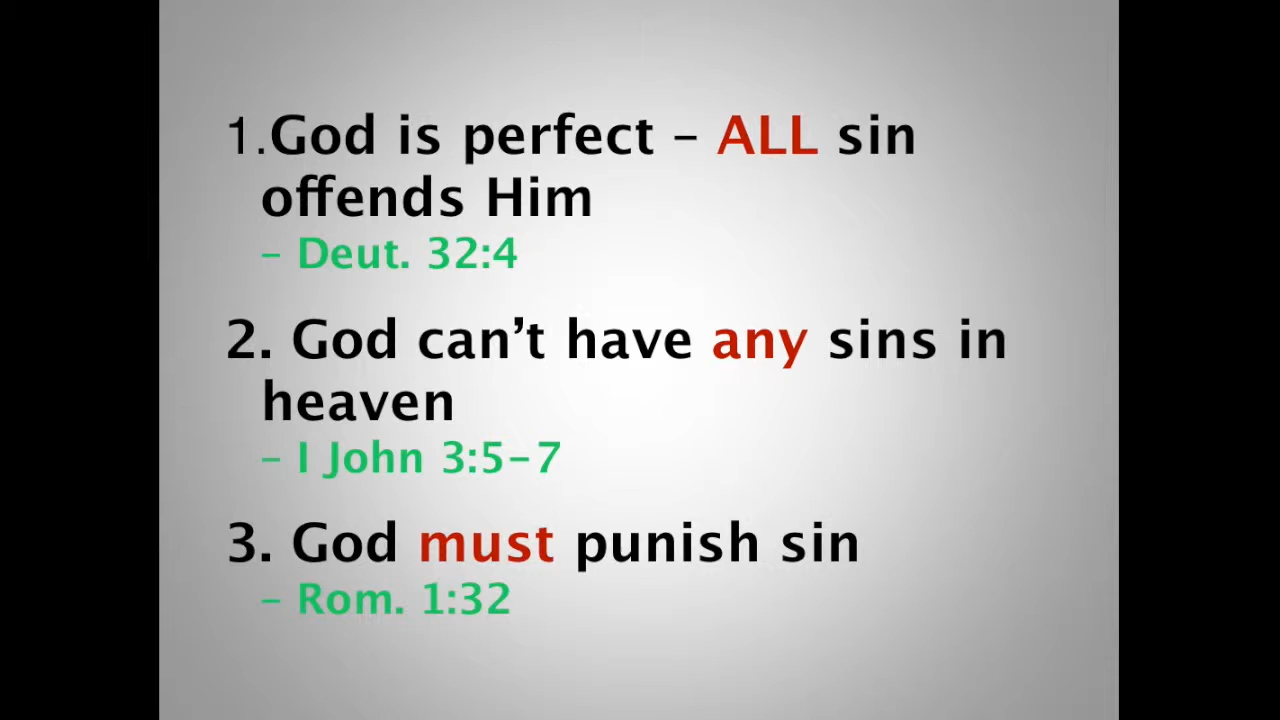 1.God is perfect – ALL sin
offends Him
– Deut. 32:4
2. God can’t have any sins in
heaven
– I John 3:5–7
3. God must punish sin
– Rom. 1:32